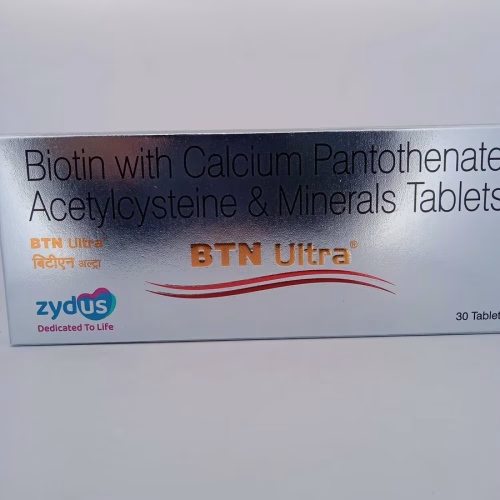 Biotin with Calcium Pantothenate
Acetylcysteine & Minerals Tablets
BTN Ultra
बिटीएन अल्ट्रा
BTN Ultra®
zydus
Dedicated To Life
30 Tablet